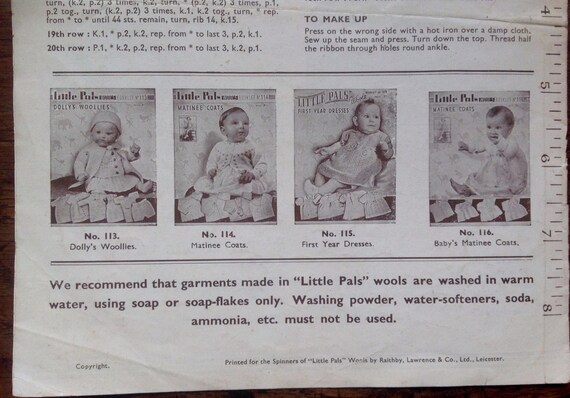 turn, (k.2, p.2) 3 times, k.2, turn, * (p.2, k.2) 3 times, p.1,
p.2 tog., turn, (k.2, p.2) 3 times, k.1, k.2 tog., turn, * rep.
from * to * until 44 sts. remain, turn, rib 14, k.15.
19th row : K.1, * p.2, k.2, rep. from * to last 3, p.2, k.1.
20th row : P.1, * k.2, p.2, rep. from * to last 3, k.2, p.1.
TO MAKE UP
Press on the wrong side with a hot iron over a damp cloth.
Sew up the seam and press. Turn down the top. Thread half
the ribbon through holes round ankle.
4
5
6
7
8
Little Pals
DOLLY'S WOOLLIES
No. 113.
Dolly's Woollies.
Little Pals
MATINEE COATS
No. 114.
Matinee Coats.
LITTLE PALS
FIRST YEAR DRESSES
No. 115.
First Year Dresses.
Little Pals
MATINEE COATS
No. 116.
Baby's Matinee Coats.
We recommend that garments made in "Little Pals" wools are washed in warm
water, using soap or soap-flakes only. Washing powder, water-softeners, soda,
ammonia, etc. must not be used.
Copyright.
Printed for the Spinners of "Little Pals" Wools by Raithby, Lawrence & Co., Ltd., Leicester.